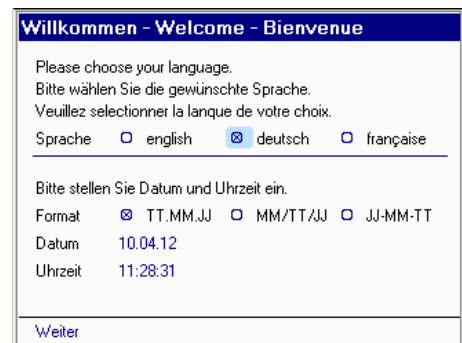 Willkommen - Welcome - Bienvenue
Please choose your language.
Bitte wählen Sie die gewünschte Sprache.
Veuillez selectionner la lanque de votre choix.
Sprache english deutsch française
Bitte stellen Sie Datum und Uhrzeit ein.
Format TT.MM.JJ MM/TT/JJ JJ-MM-TT
Datum 10.04.12
Uhrzeit 11:28:31
Weiter